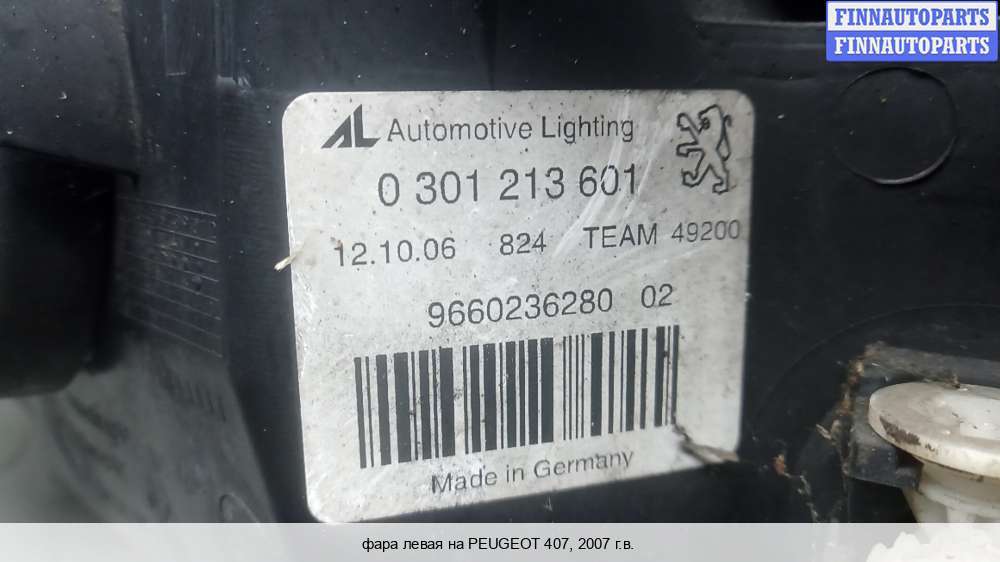 FINNAUTOPARTS
FINNAUTOPARTS
AL Automotive Lighting
0 301 213 601
12.10.06 824 TEAM 49200
9660236280 02
Made in Germany
фара левая на PEUGEOT 407, 2007 г.в.